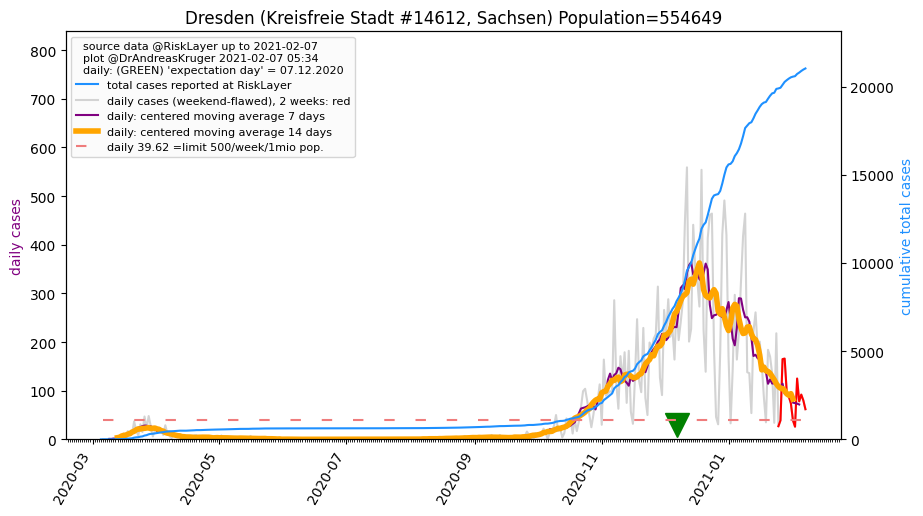 Dresden (Kreisfreie Stadt #14612, Sachsen) Population=554649
source data @RiskLayer up to 2021-02-07
plot @DrAndreasKruger 2021-02-07 05:34
daily: (GREEN) 'expectation day' = 07.12.2020
total cases reported at RiskLayer
daily cases (weekend-flawed), 2 weeks: red
daily: centered moving average 7 days
daily: centered moving average 14 days
daily 39.62 =limit 500/week/1mio pop.
daily cases
800
700
600
500
400
300
200
100
0
cumulative total cases
20000
15000
10000
5000
0
2020-03
2020-05
2020-07
2020-09
2020-11
2021-01